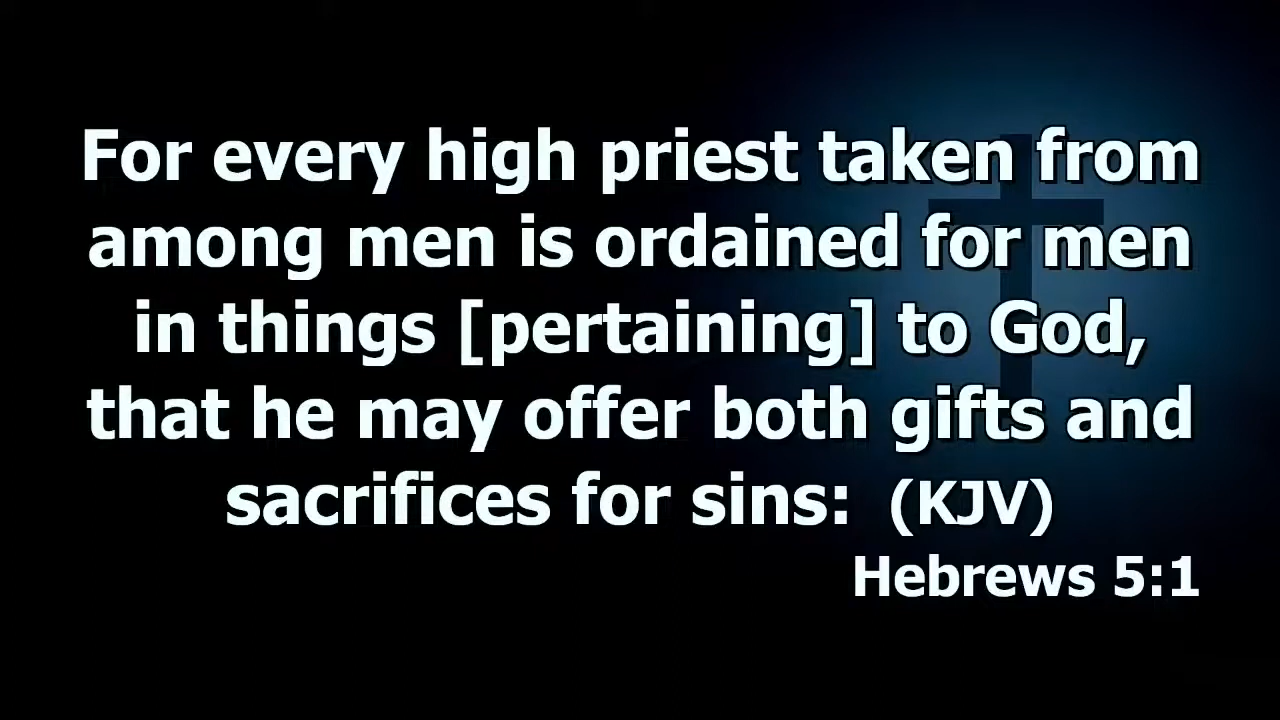 For every high priest taken from
among men is ordained for men
in things [pertaining] to God,
that he may offer both gifts and
sacrifices for sins: (KJV)
Hebrews 5:1